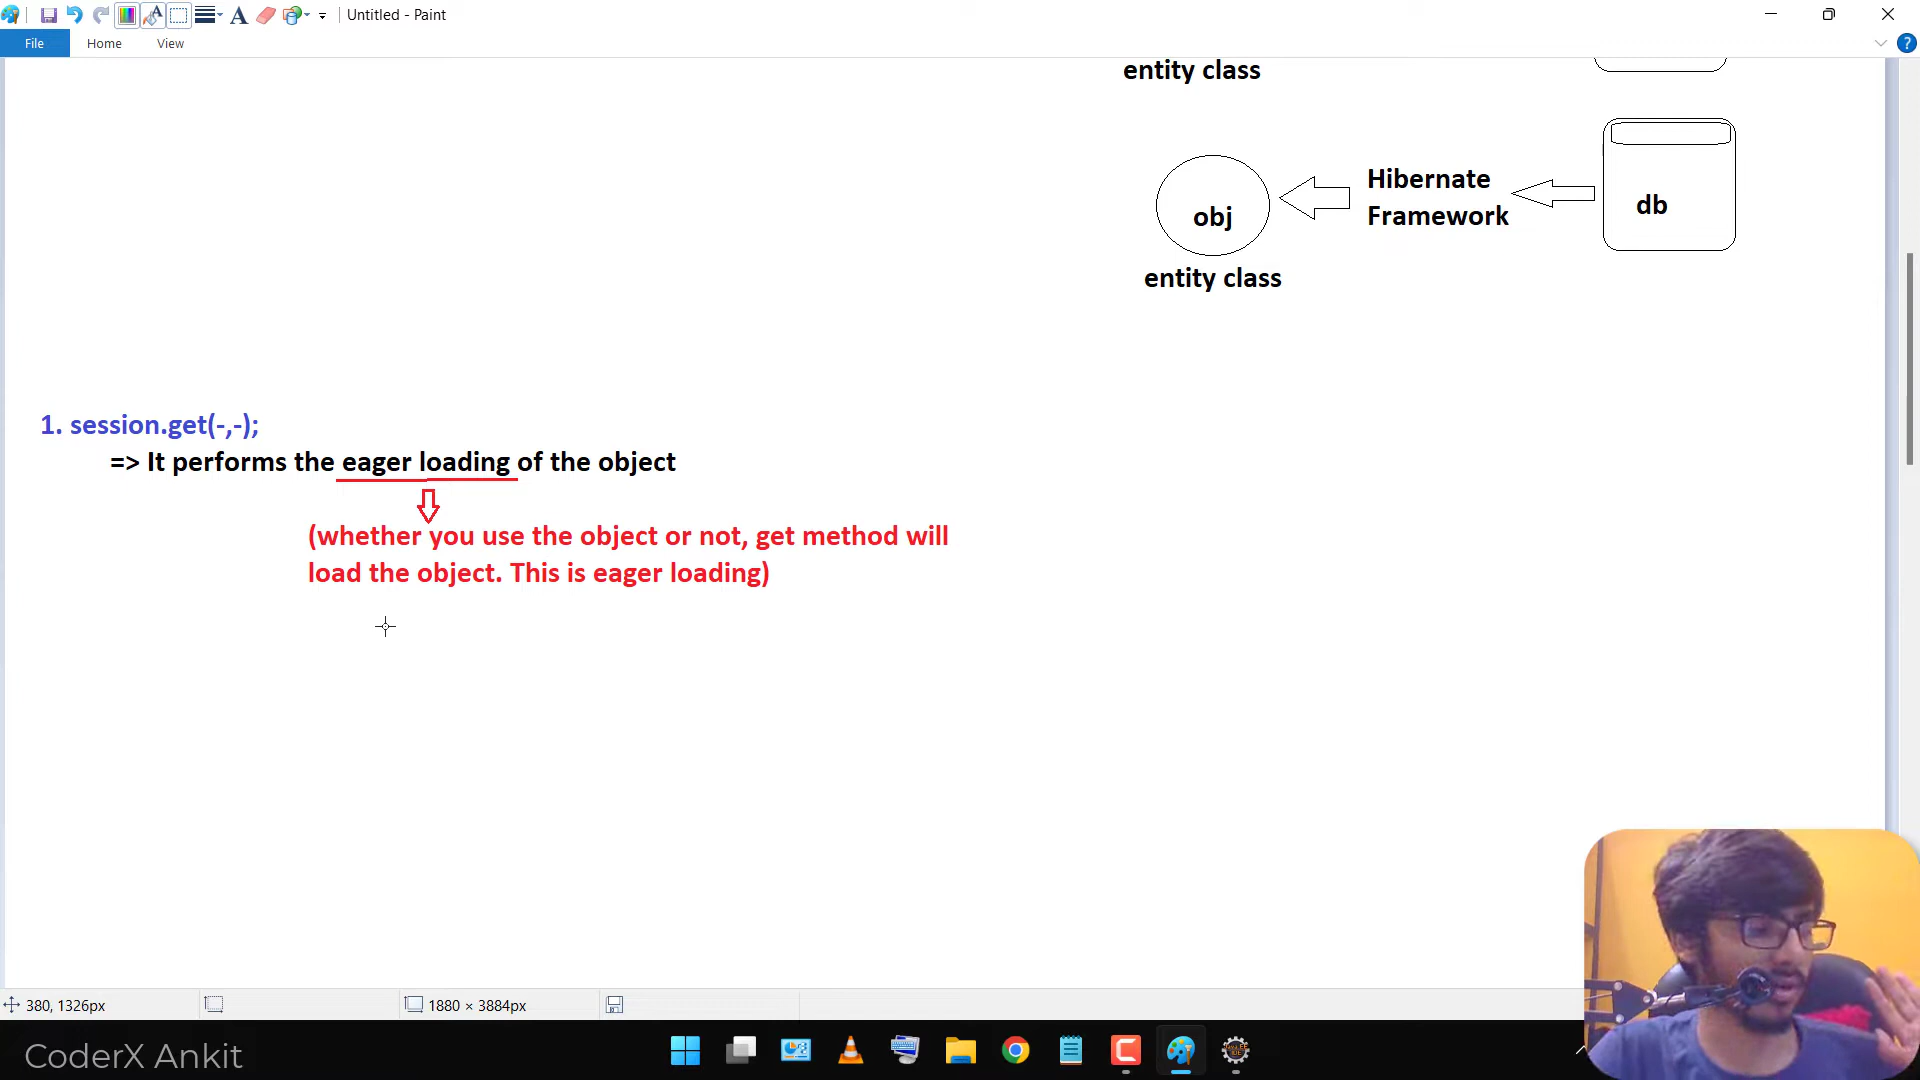 Untitled - Paint
File
Home
View
entity class
obj
Hibernate
Framework
db
entity class
1. session.get(-,-);
=> It performs the eager loading of the object
(whether you use the object or not, get method will
load the object. This is eager loading)
380, 1326px
1880 × 3884px
CoderX Ankit